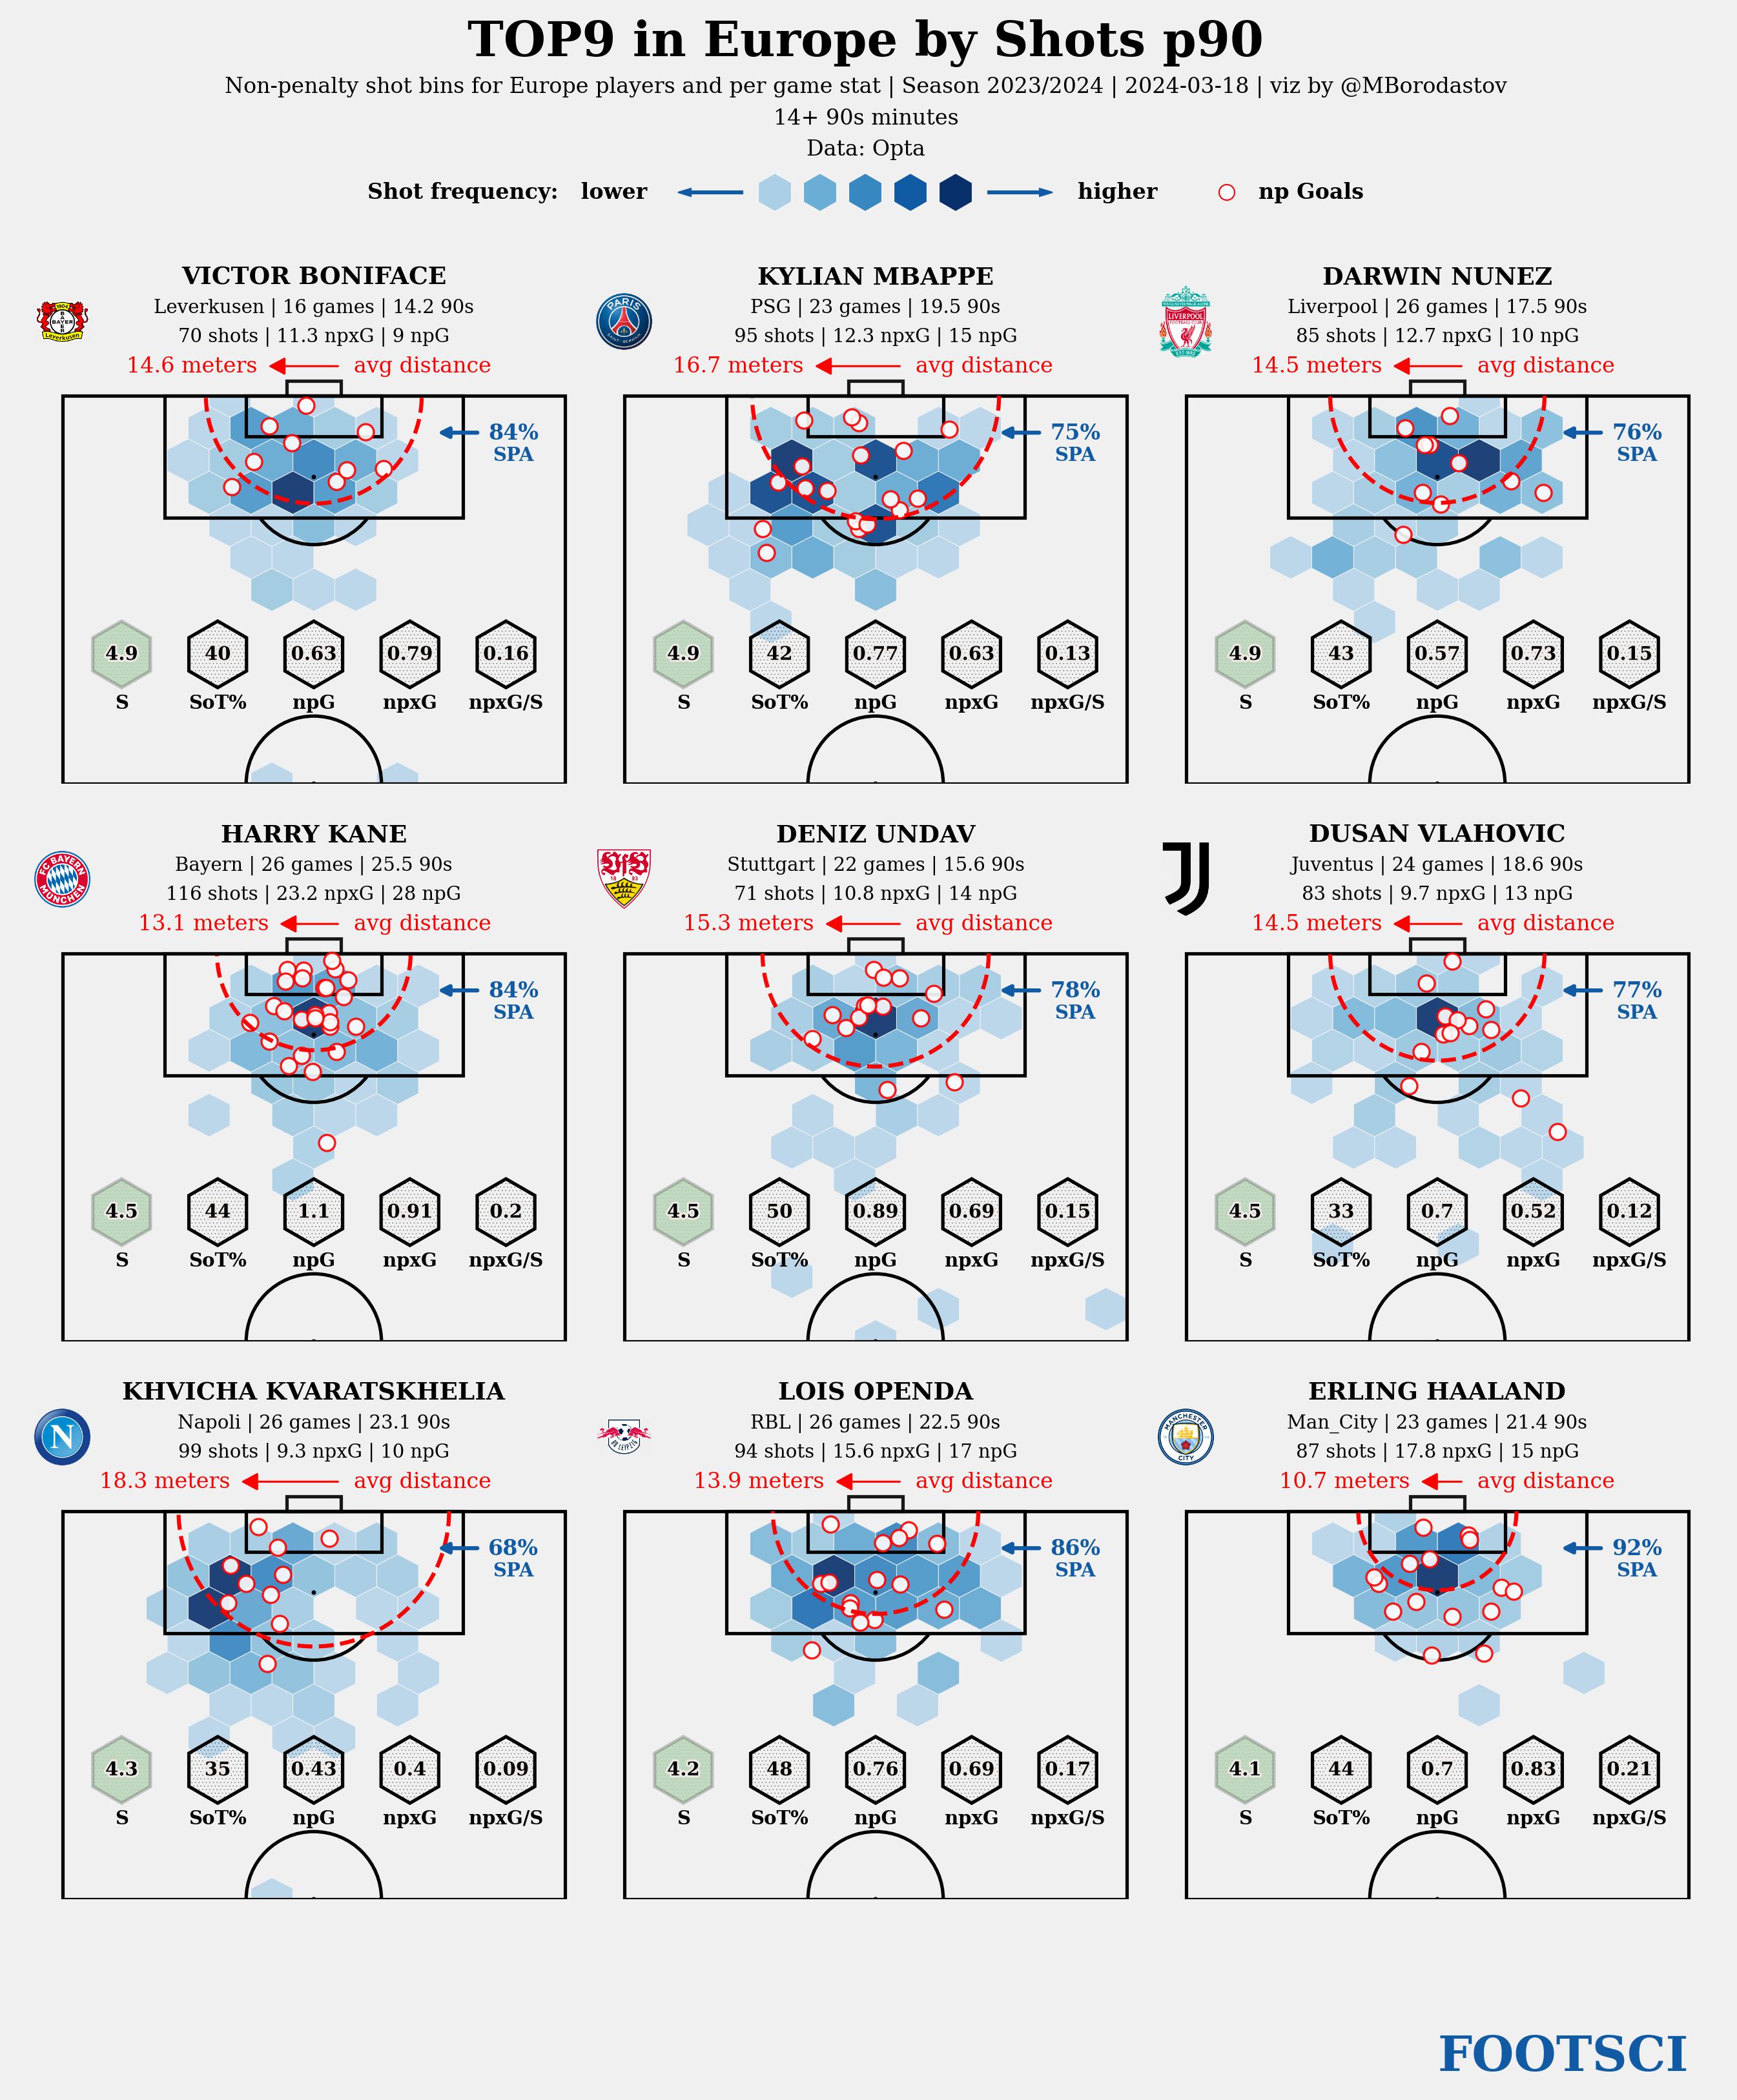 TOP9 in Europe by Shots p90
Non-penalty shot bins for Europe players and per game stat | Season 2023/2024 | 2024-03-18 | viz by @MBorodastov
14+ 90s minutes
Data: Opta
Shot frequency: lower higher np Goals
VICTOR BONIFACE
Leverkusen | 16 games | 14.2 90s
70 shots | 11.3 npxG | 9 npG
14.6 meters avg distance
84%
SPA
4.9 40 0.63 0.79 0.16
S SoT% npG npxG npxG/S
KYLIAN MBAPPE
PSG | 23 games | 19.5 90s
95 shots | 12.3 npxG | 15 npG
16.7 meters avg distance
75%
SPA
4.9 42 0.77 0.63 0.13
S SoT% npG npxG npxG/S
DARWIN NUNEZ
Liverpool | 26 games | 17.5 90s
85 shots | 12.7 npxG | 10 npG
14.5 meters avg distance
76%
SPA
4.9 43 0.57 0.73 0.15
S SoT% npG npxG npxG/S
HARRY KANE
Bayern | 26 games | 25.5 90s
116 shots | 23.2 npxG | 28 npG
13.1 meters avg distance
84%
SPA
4.5 44 1.1 0.91 0.2
S SoT% npG npxG npxG/S
DENIZ UNDAV
Stuttgart | 22 games | 15.6 90s
71 shots | 10.8 npxG | 14 npG
15.3 meters avg distance
78%
SPA
4.5 50 0.89 0.69 0.15
S SoT% npG npxG npxG/S
DUSAN VLAHOVIC
Juventus | 24 games | 18.6 90s
83 shots | 9.7 npxG | 13 npG
14.5 meters avg distance
77%
SPA
4.5 33 0.7 0.52 0.12
S SoT% npG npxG npxG/S
KHVICHA KVARATSKHELIA
Napoli | 26 games | 23.1 90s
99 shots | 9.3 npxG | 10 npG
18.3 meters avg distance
68%
SPA
4.3 35 0.43 0.4 0.09
S SoT% npG npxG npxG/S
LOIS OPENDA
RBL | 26 games | 22.5 90s
94 shots | 15.6 npxG | 17 npG
13.9 meters avg distance
86%
SPA
4.2 48 0.76 0.69 0.17
S SoT% npG npxG npxG/S
ERLING HAALAND
Man_City | 23 games | 21.4 90s
87 shots | 17.8 npxG | 15 npG
10.7 meters avg distance
92%
SPA
4.1 44 0.7 0.83 0.21
S SoT% npG npxG npxG/S
FOOTSCI